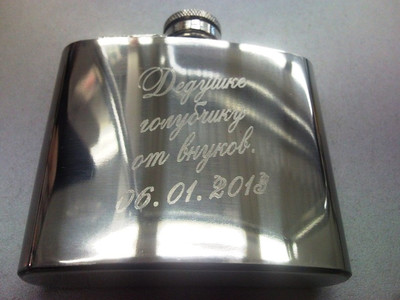 Дедушке
голубчику
от внуков.
06.01.2013